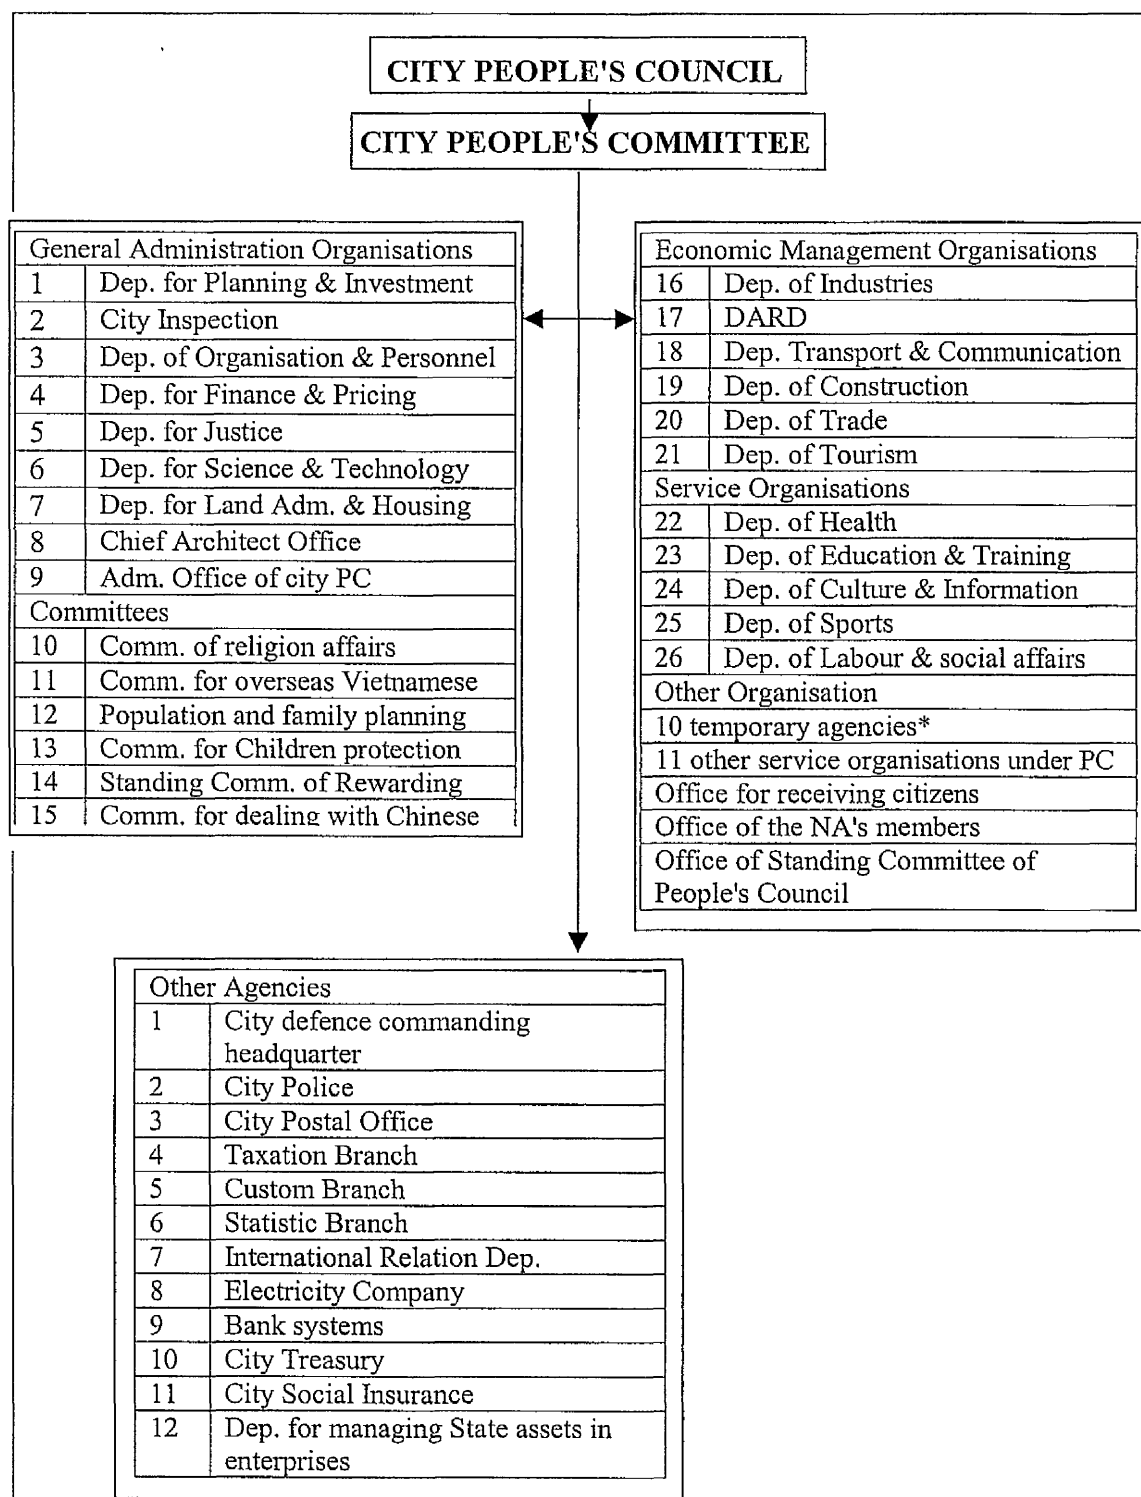 CITY PEOPLE'S COUNCIL
CITY PEOPLE'S COMMITTEE
General Administration Organisations
1 Dep. for Planning & Investment
2 City Inspection
3 Dep. of Organisation & Personnel
4 Dep. for Finance & Pricing
5 Dep. for Justice
6 Dep. for Science & Technology
7 Dep. for Land Adm. & Housing
8 Chief Architect Office
9 Adm. Office of city PC
Committees
10 Comm. of religion affairs
11 Comm. for overseas Vietnamese
12 Population and family planning
13 Comm. for Children protection
14 Standing Comm. of Rewarding
15 Comm. for dealing with Chinese
Economic Management Organisations
16 Dep. of Industries
17 DARD
18 Dep. Transport & Communication
19 Dep. of Construction
20 Dep. of Trade
21 Dep. of Tourism
Service Organisations
22 Dep. of Health
23 Dep. of Education & Training
24 Dep. of Culture & Information
25 Dep. of Sports
26 Dep. of Labour & social affairs
Other Organisation
10 temporary agencies*
11 other service organisations under PC
Office for receiving citizens
Office of the NA's members
Office of Standing Committee of
People's Council
Other Agencies
1 City defence commanding
headquarter
2 City Police
3 City Postal Office
4 Taxation Branch
5 Custom Branch
6 Statistic Branch
7 International Relation Dep.
8 Electricity Company
9 Bank systems
10 City Treasury
11 City Social Insurance
12 Dep. for managing State assets in
enterprises